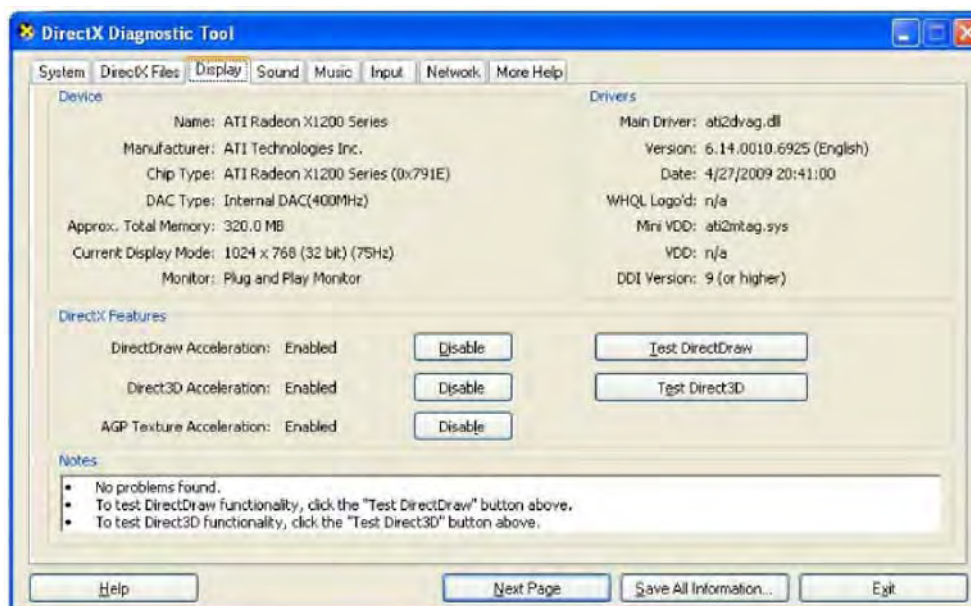 DirectX Diagnostic Tool
System DirectX Files Display Sound Music Input Network More Help
Device
Name: ATI Radeon X1200 Series
Manufacturer: ATI Technologies Inc.
Chip Type: ATI Radeon X1200 Series (0x791E)
DAC Type: Internal DAC(400MHz)
Approx. Total Memory: 320.0 MB
Current Display Mode: 1024 x 768 (32 bit) (75Hz)
Monitor: Plug and Play Monitor
Drivers
Main Driver: ati2dvag.dll
Version: 6.14.0010.6925 (English)
Date: 4/27/2009 20:41:00
WHQL Logo'd: n/a
Mini VDD: ati2mtag.sys
VDD: n/a
DDI Version: 9 (or higher)
DirectX Features
DirectDraw Acceleration: Enabled Disable Test DirectDraw
Direct3D Acceleration: Enabled Disable Test Direct3D
AGP Texture Acceleration: Enabled Disable
Notes
• No problems found.
• To test DirectDraw functionality, click the "Test DirectDraw" button above.
• To test Direct3D functionality, click the "Test Direct3D" button above.
Help Next Page Save All Information... Exit